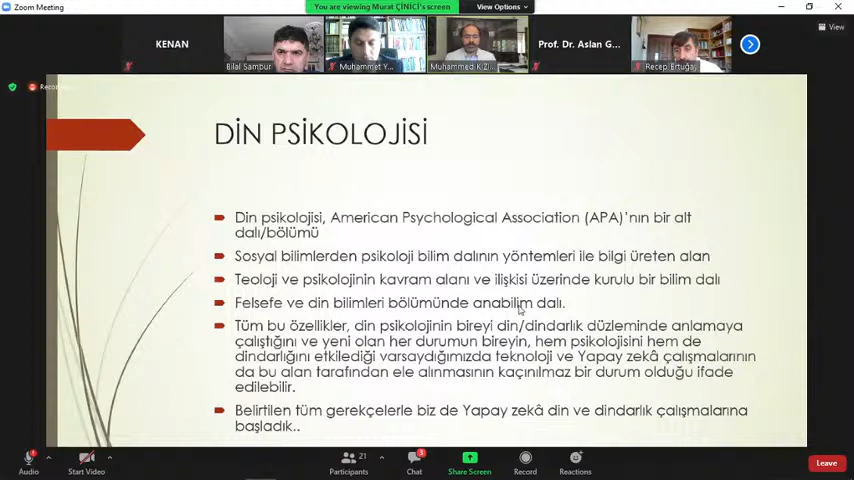 Zoom Meeting
You are viewing Murat ÇİNİCİ's screen
View Options
KENAN
Bilal Sambur
Muhammet Y...
Muhammed KIZI...
Prof. Dr. Aslan G...
Recep Ertuğay
View
Recor
DİN PSİKOLOJİSİ
Din psikolojisi, American Psychological Association (APA)'nın bir alt
dalı/bölümü
Sosyal bilimlerden psikoloji bilim dalının yöntemleri ile bilgi üreten alan
Teoloji ve psikolojinin kavram alanı ve ilişkisi üzerinde kurulu bir bilim dalı
Felsefe ve din bilimleri bölümünde anabilim dalı.
Tüm bu özellikler, din psikolojinin bireyi din/dindarlık düzleminde anlamaya
çalıştığını ve yeni olan her durumun bireyin, hem psikolojisini hem de
dindarlığını etkilediği varsaydığımızda teknoloji ve Yapay zekâ çalışmalarının
da bu alan tarafından ele alınmasının kaçınılmaz bir durum olduğu ifade
edilebilir.
Belirtilen tüm gerekçelerle biz de Yapay zekâ din ve dindarlık çalışmalarına
başladık..
Audio
Start Video
Participants
21
Chat
3
Share Screen
Record
Reactions
Leave